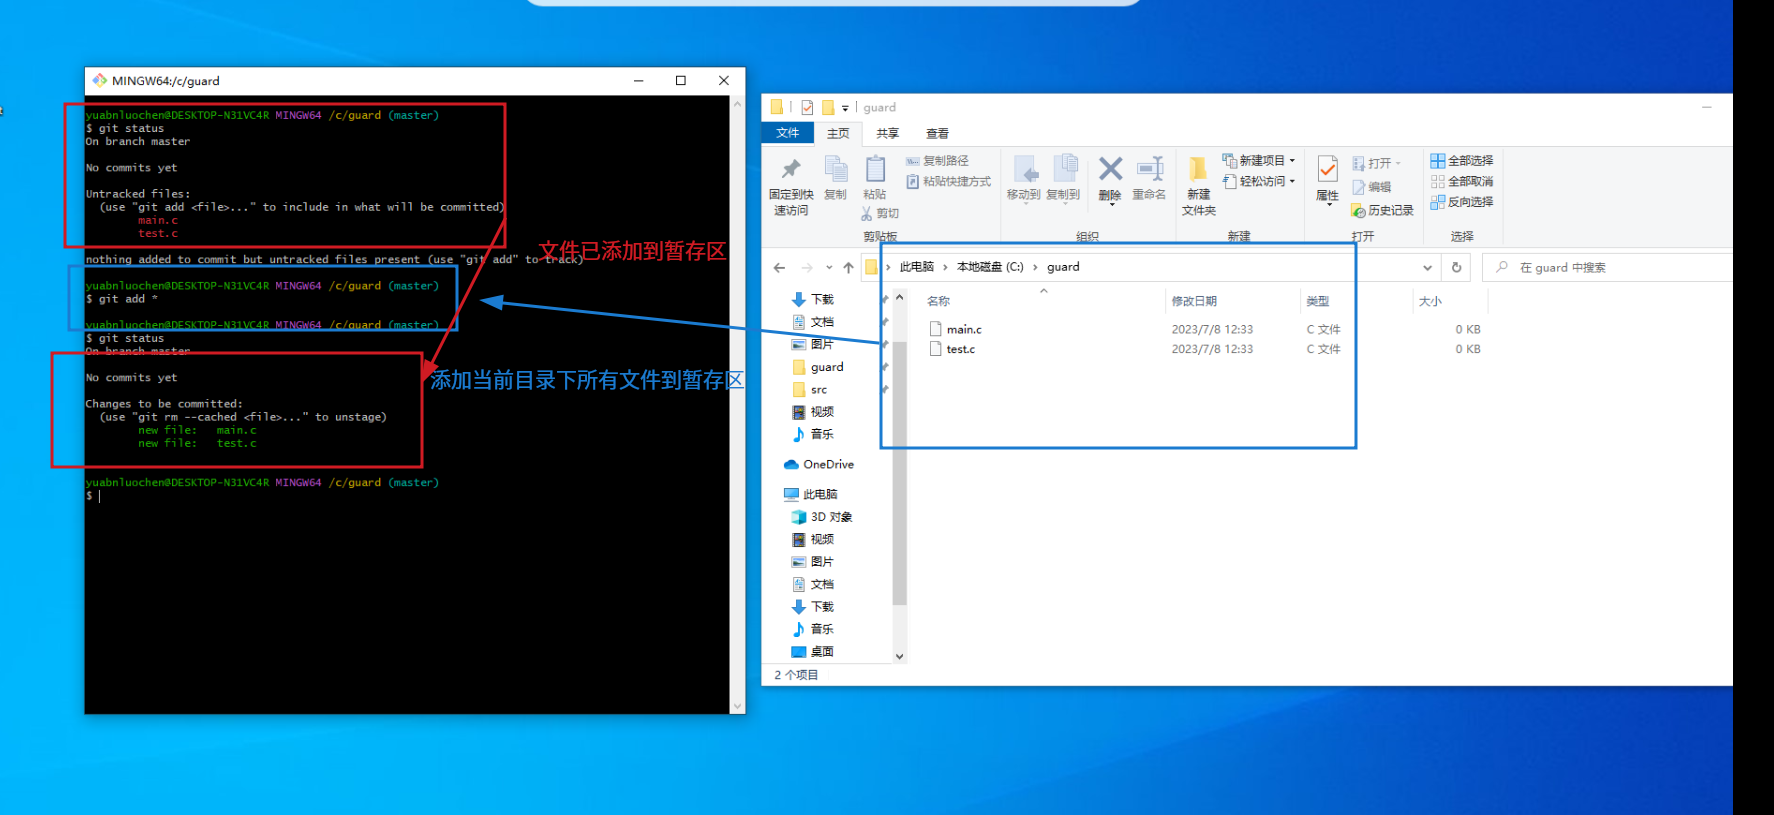 MINGW64:/c/guard
yuabnluochen@DESKTOP-N31VC4R MINGW64 /c/guard (master)
$ git status
On branch master
No commits yet
Untracked files:
(use "git add <file>..." to include in what will be committed)
main.c
test.c
nothing added to commit but untracked files present (use "git add" to track)
文件已添加到暂存区
yuabnluochen@DESKTOP-N31VC4R MINGW64 /c/guard (master)
$ git add *
yuabnluochen@DESKTOP-N31VC4R MINGW64 /c/guard (master)
$ git status
On branch master
No commits yet
添加当前目录下所有文件到暂存区
Changes to be committed:
(use "git rm --cached <file>..." to unstage)
new file: main.c
new file: test.c
yuabnluochen@DESKTOP-N31VC4R MINGW64 /c/guard (master)
$
guard
文件 主页 共享 查看
固定到快速访问
复制
粘贴
复制路径
粘贴快捷方式
剪切
剪贴板
移动到
复制到
删除
重命名
组织
新建文件夹
新建项目
轻松访问
新建
属性
打开
编辑
历史记录
打开
全部选择
全部取消
反向选择
选择
此电脑 › 本地磁盘 (C:) › guard
在 guard 中搜索
下载
文档
图片
guard
src
视频
音乐
OneDrive
此电脑
3D 对象
视频
图片
文档
下载
音乐
桌面
名称 修改日期 类型 大小
main.c 2023/7/8 12:33 C 文件 0 KB
test.c 2023/7/8 12:33 C 文件 0 KB
2 个项目